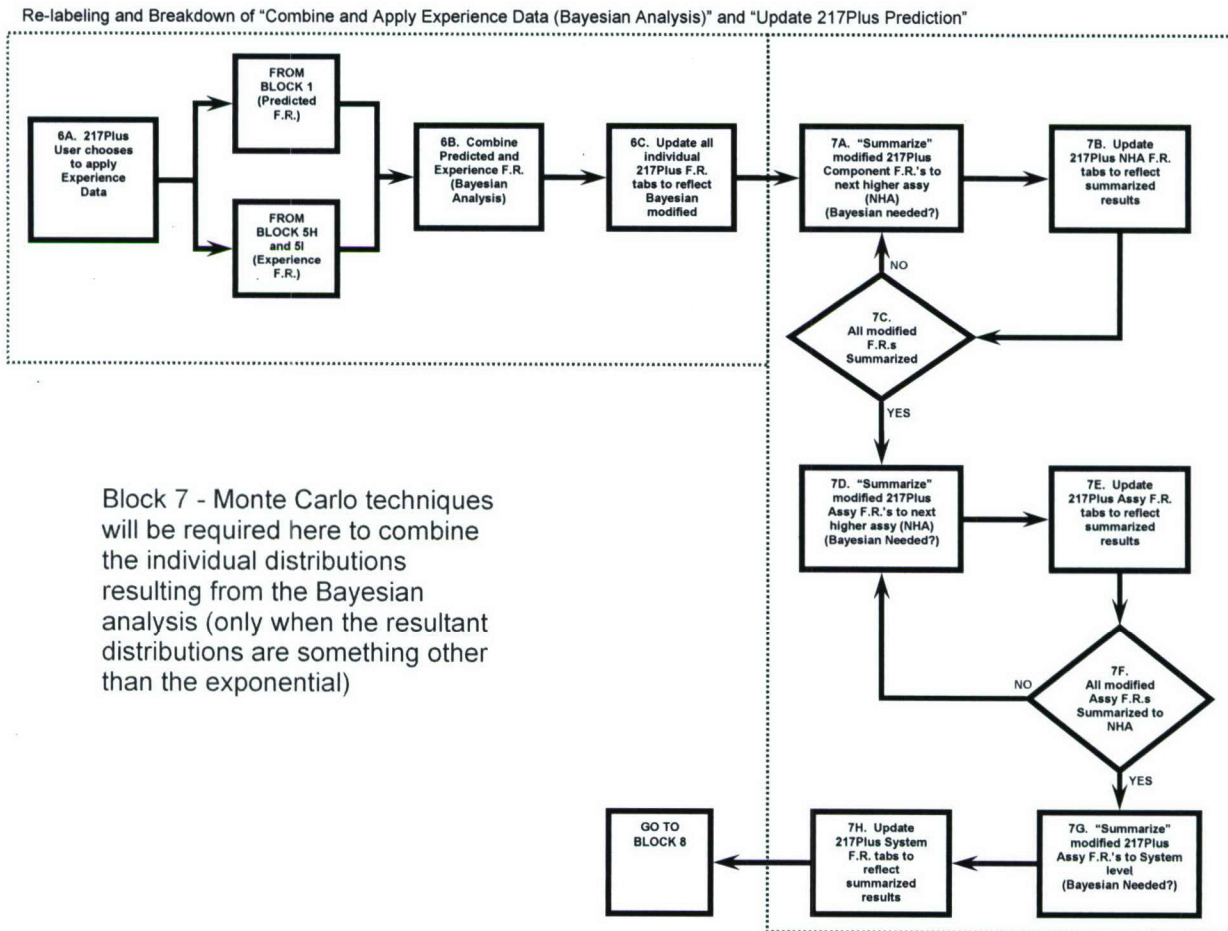 Re-labeling and Breakdown of “Combine and Apply Experience Data (Bayesian Analysis)” and “Update 217Plus Prediction”
6A. 217Plus
User chooses
to apply
Experience
Data
FROM
BLOCK 1
(Predicted
F.R.)
FROM
BLOCK 5H
and 5I
(Experience
F.R.)
6B. Combine
Predicted and
Experience F.R.
(Bayesian
Analysis)
6C. Update all
individual
217Plus F.R.
tabs to reflect
Bayesian
modified
7A. “Summarize”
modified 217Plus
Component F.R.'s to
next higher assy
(NHA)
(Bayesian needed?)
7B. Update
217Plus NHA F.R.
tabs to reflect
summarized
results
NO
7C.
All modified
F.R.s
Summarized
YES
7D. “Summarize”
modified 217Plus
Assy F.R.'s to next
higher assy (NHA)
(Bayesian Needed?)
7E. Update
217Plus Assy F.R.
tabs to reflect
summarized
results
Block 7 - Monte Carlo techniques
will be required here to combine
the individual distributions
resulting from the Bayesian
analysis (only when the resultant
distributions are something other
than the exponential)
NO
7F.
All modified
Assy F.R.s
Summarized to
NHA
YES
7G. “Summarize”
modified 217Plus
Assy F.R.'s to System
level
(Bayesian Needed?)
7H. Update
217Plus System
F.R. tabs to
reflect
summarized
results
GO TO
BLOCK 8